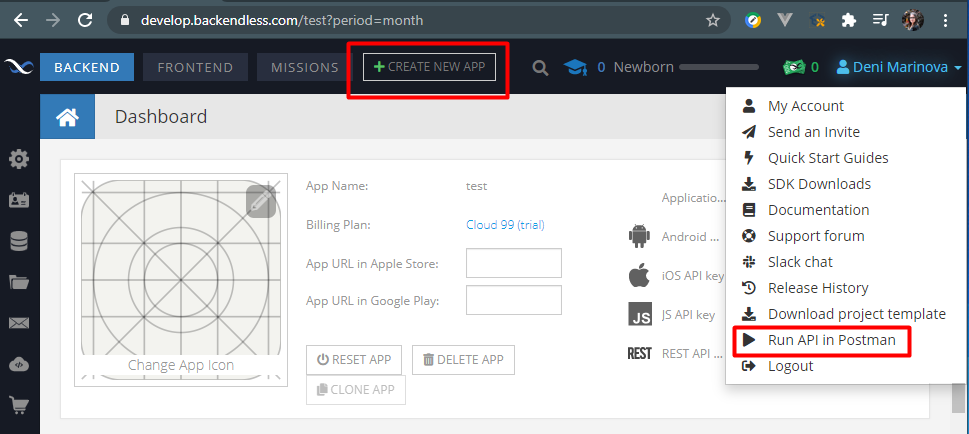 develop.backendless.com/test?period=month
BACKEND FRONTEND MISSIONS CREATE NEW APP 0 Newborn 0 Deni Marinova
Dashboard
My Account
Send an Invite
Quick Start Guides
SDK Downloads
Documentation
Support forum
Slack chat
Release History
Download project template
Run API in Postman
Logout
App Name: test
Billing Plan: Cloud 99 (trial)
App URL in Apple Store:
App URL in Google Play:
Applicatio...
Android ...
iOS API key
JS JS API key
REST REST API ...
Change App Icon
RESET APP DELETE APP
CLONE APP